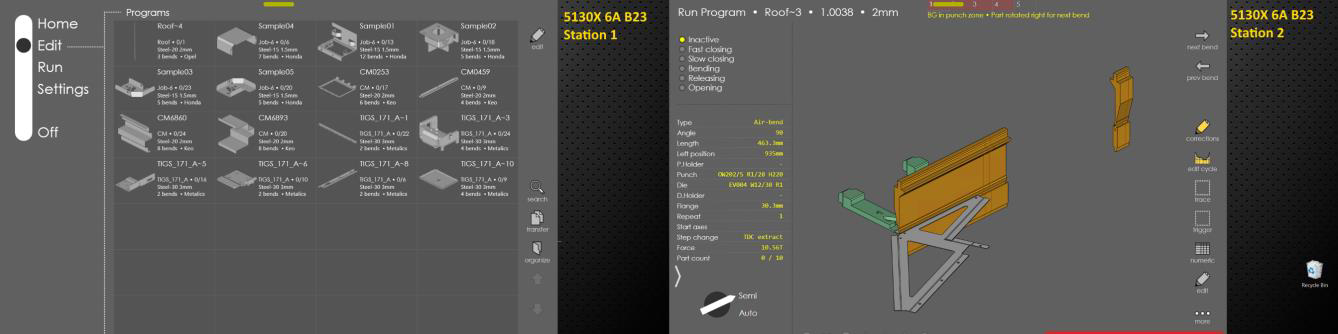 Home
Edit
Run
Settings
Off
Programs
Roof-4
Roof • 0/1
Steel-20 2mm
3 bends • Opel
Sample04
Job-6 • 0/6
Steel-15 1.5mm
7 bends • Honda
Sample01
Job-6 • 0/13
Steel-15 1.5mm
12 bends • Honda
Sample02
Job-6 • 0/18
Steel-15 1.5mm
5 bends • Honda
Sample03
Job-6 • 0/23
Steel-15 1.5mm
5 bends • Honda
Sample05
Job-6 • 0/20
Steel-15 1.5mm
5 bends • Honda
CM0253
CM • 0/17
Steel-20 2mm
6 bends • Keo
CM0459
CM • 0/9
Steel-20 2mm
4 bends • Keo
CM6860
CM • 0/24
Steel-20 2mm
8 bends • Keo
CM6893
CM • 0/20
Steel-20 2mm
8 bends • Keo
TIGS_171_A~1
TIGS_171_A • 0/22
Steel-30 3mm
2 bends • Metalics
TIGS_171_A~3
TIGS_171_A • 0/24
Steel-30 3mm
4 bends • Metalics
TIGS_171_A~5
TIGS_171_A • 0/16
Steel-30 3mm
2 bends • Metalics
TIGS_171_A~6
TIGS_171_A • 0/10
Steel-30 3mm
2 bends • Metalics
TIGS_171_A~8
TIGS_171_A • 0/6
Steel-30 3mm
2 bends • Metalics
TIGS_171_A~10
TIGS_171_A • 0/9
Steel-30 3mm
4 bends • Metalics
edit
search
transfer
organize
5130X 6A B23
Station 1
Run Program • Roof~3 • 1.0038 • 2mm
1 3 4 5
BG in punch zone • Part rotated right for next bend
Inactive
Fast closing
Slow closing
Bending
Releasing
Opening
Type Air-bend
Angle 90
Length 463.3mm
Left position 935mm
P.Holder -
Punch OW202/S R1/28 H220
Die EV004 W12/30 R1
D.Holder -
Flange 30.3mm
Repeat 1
Start axes
Step change TDC extract
Force 10.56T
Part count 0 / 10
Semi
Auto
next bend
prev bend
corrections
edit cycle
trace
trigger
numeric
edit
more
5130X 6A B23
Station 2
Recycle Bin